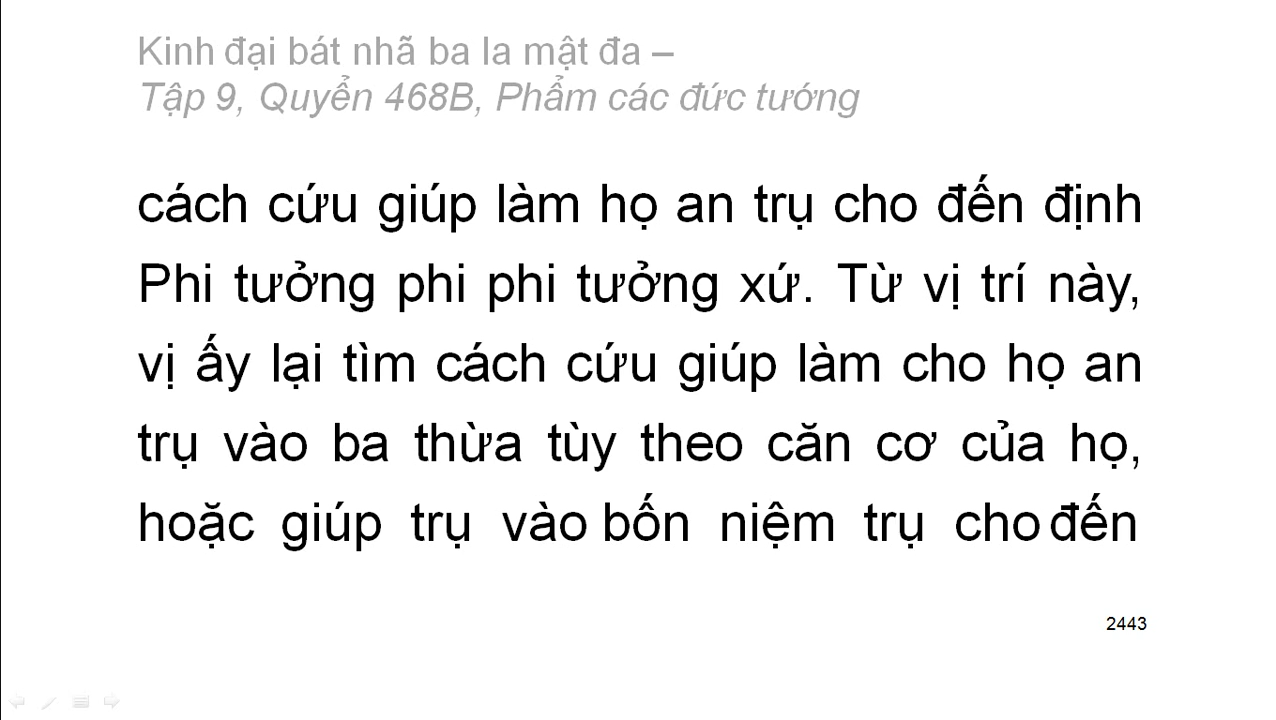 Kinh đại bát nhã ba la mật đa –
Tập 9, Quyển 468B, Phẩm các đức tướng
cách cứu giúp làm họ an trụ cho đến định
Phi tưởng phi phi tưởng xứ. Từ vị trí này,
vị ấy lại tìm cách cứu giúp làm cho họ an
trụ vào ba thừa tùy theo căn cơ của họ,
hoặc giúp trụ vào bốn niệm trụ cho đến
2443